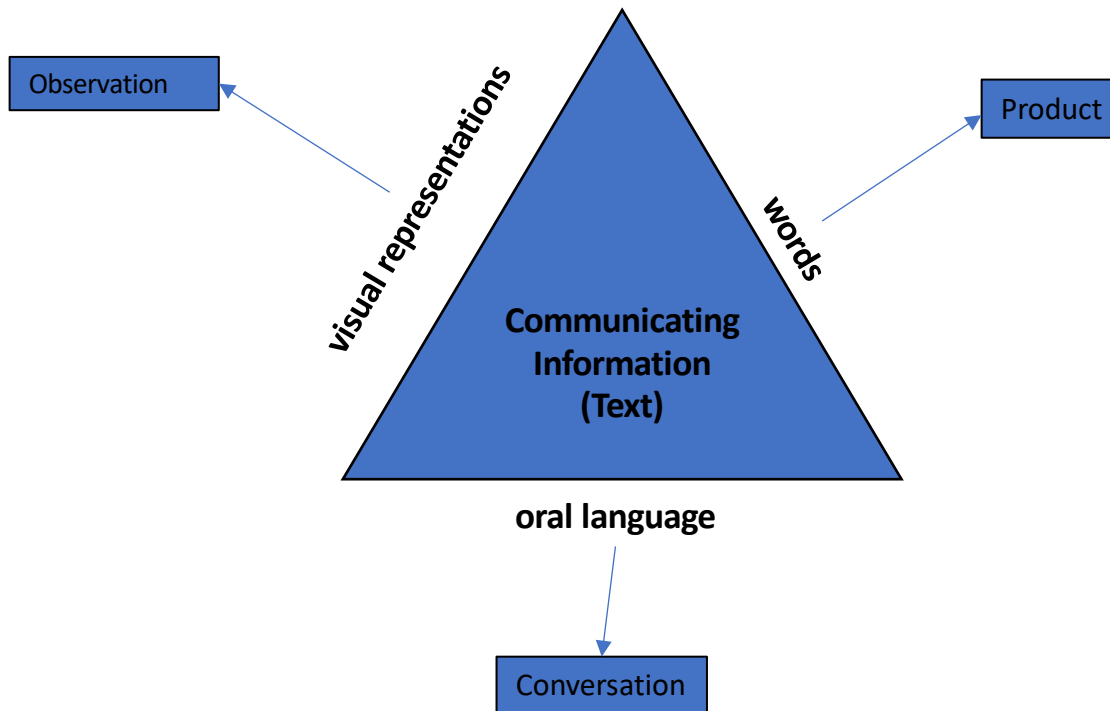 Observation
Product
visual representations
words
Communicating
Information
(Text)
oral language
Conversation